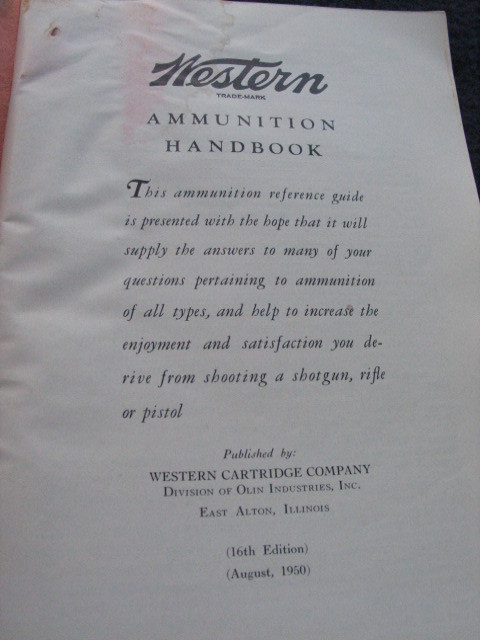 Western
TRADE-MARK
AMMUNITION
HANDBOOK
This ammunition reference guide
is presented with the hope that it will
supply the answers to many of your
questions pertaining to ammunition
of all types, and help to increase the
enjoyment and satisfaction you de-
rive from shooting a shotgun, rifle
or pistol
Published by:
WESTERN CARTRIDGE COMPANY
DIVISION OF OLIN INDUSTRIES, INC.
EAST ALTON, ILLINOIS
(16th Edition)
(August, 1950)